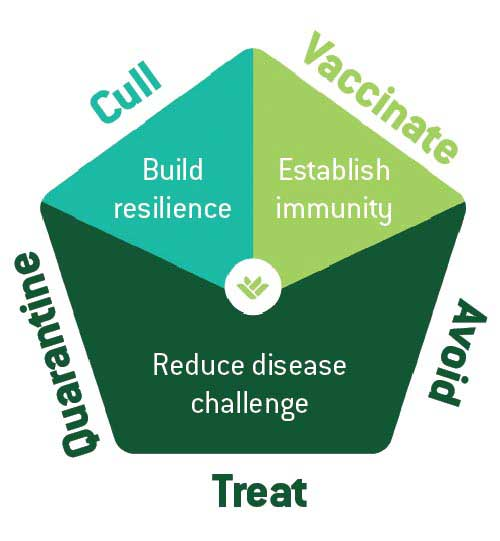 Cull
Vaccinate
Build
resilience
Establish
immunity
Quarantine
Avoid
Reduce disease
challenge
Treat